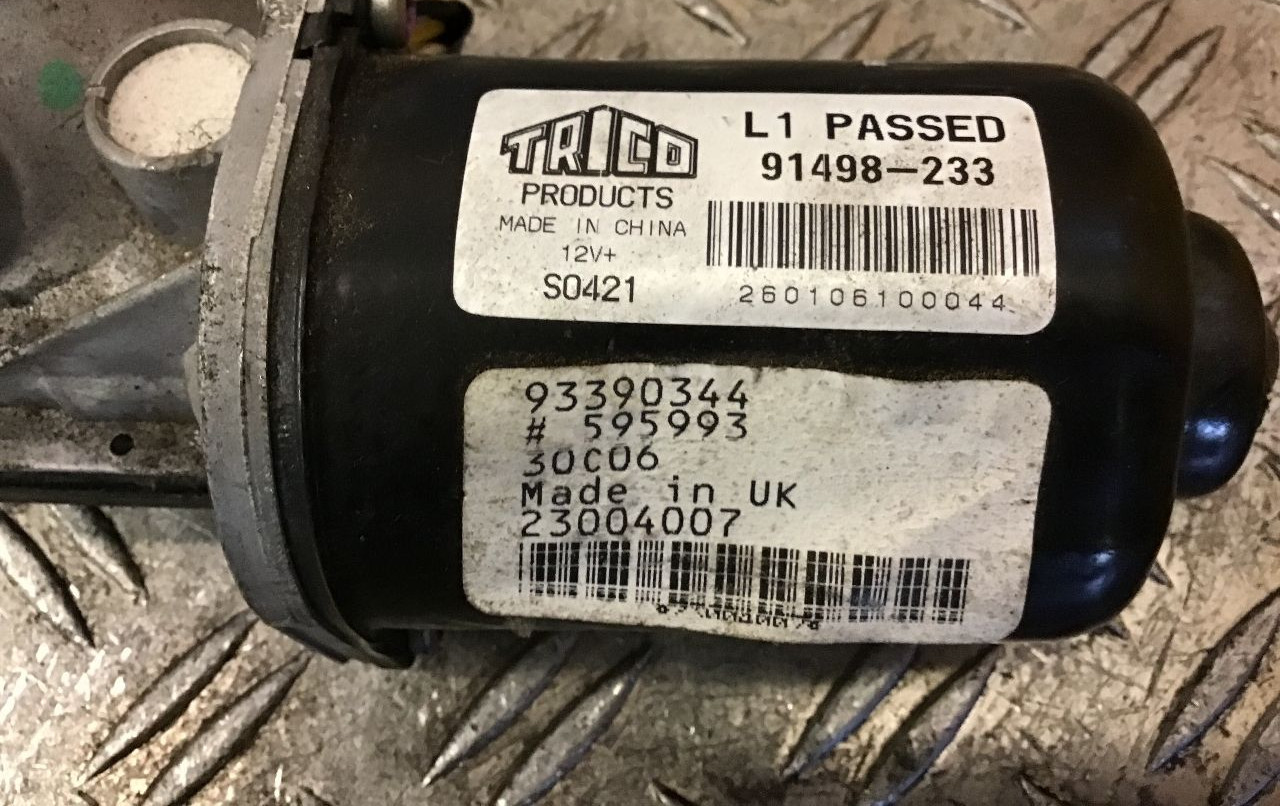 TRICO
PRODUCTS
MADE IN CHINA
12V+
S0421
L1 PASSED
91498-233
260106100044
93390344
# 595993
30C06
Made in UK
23004007